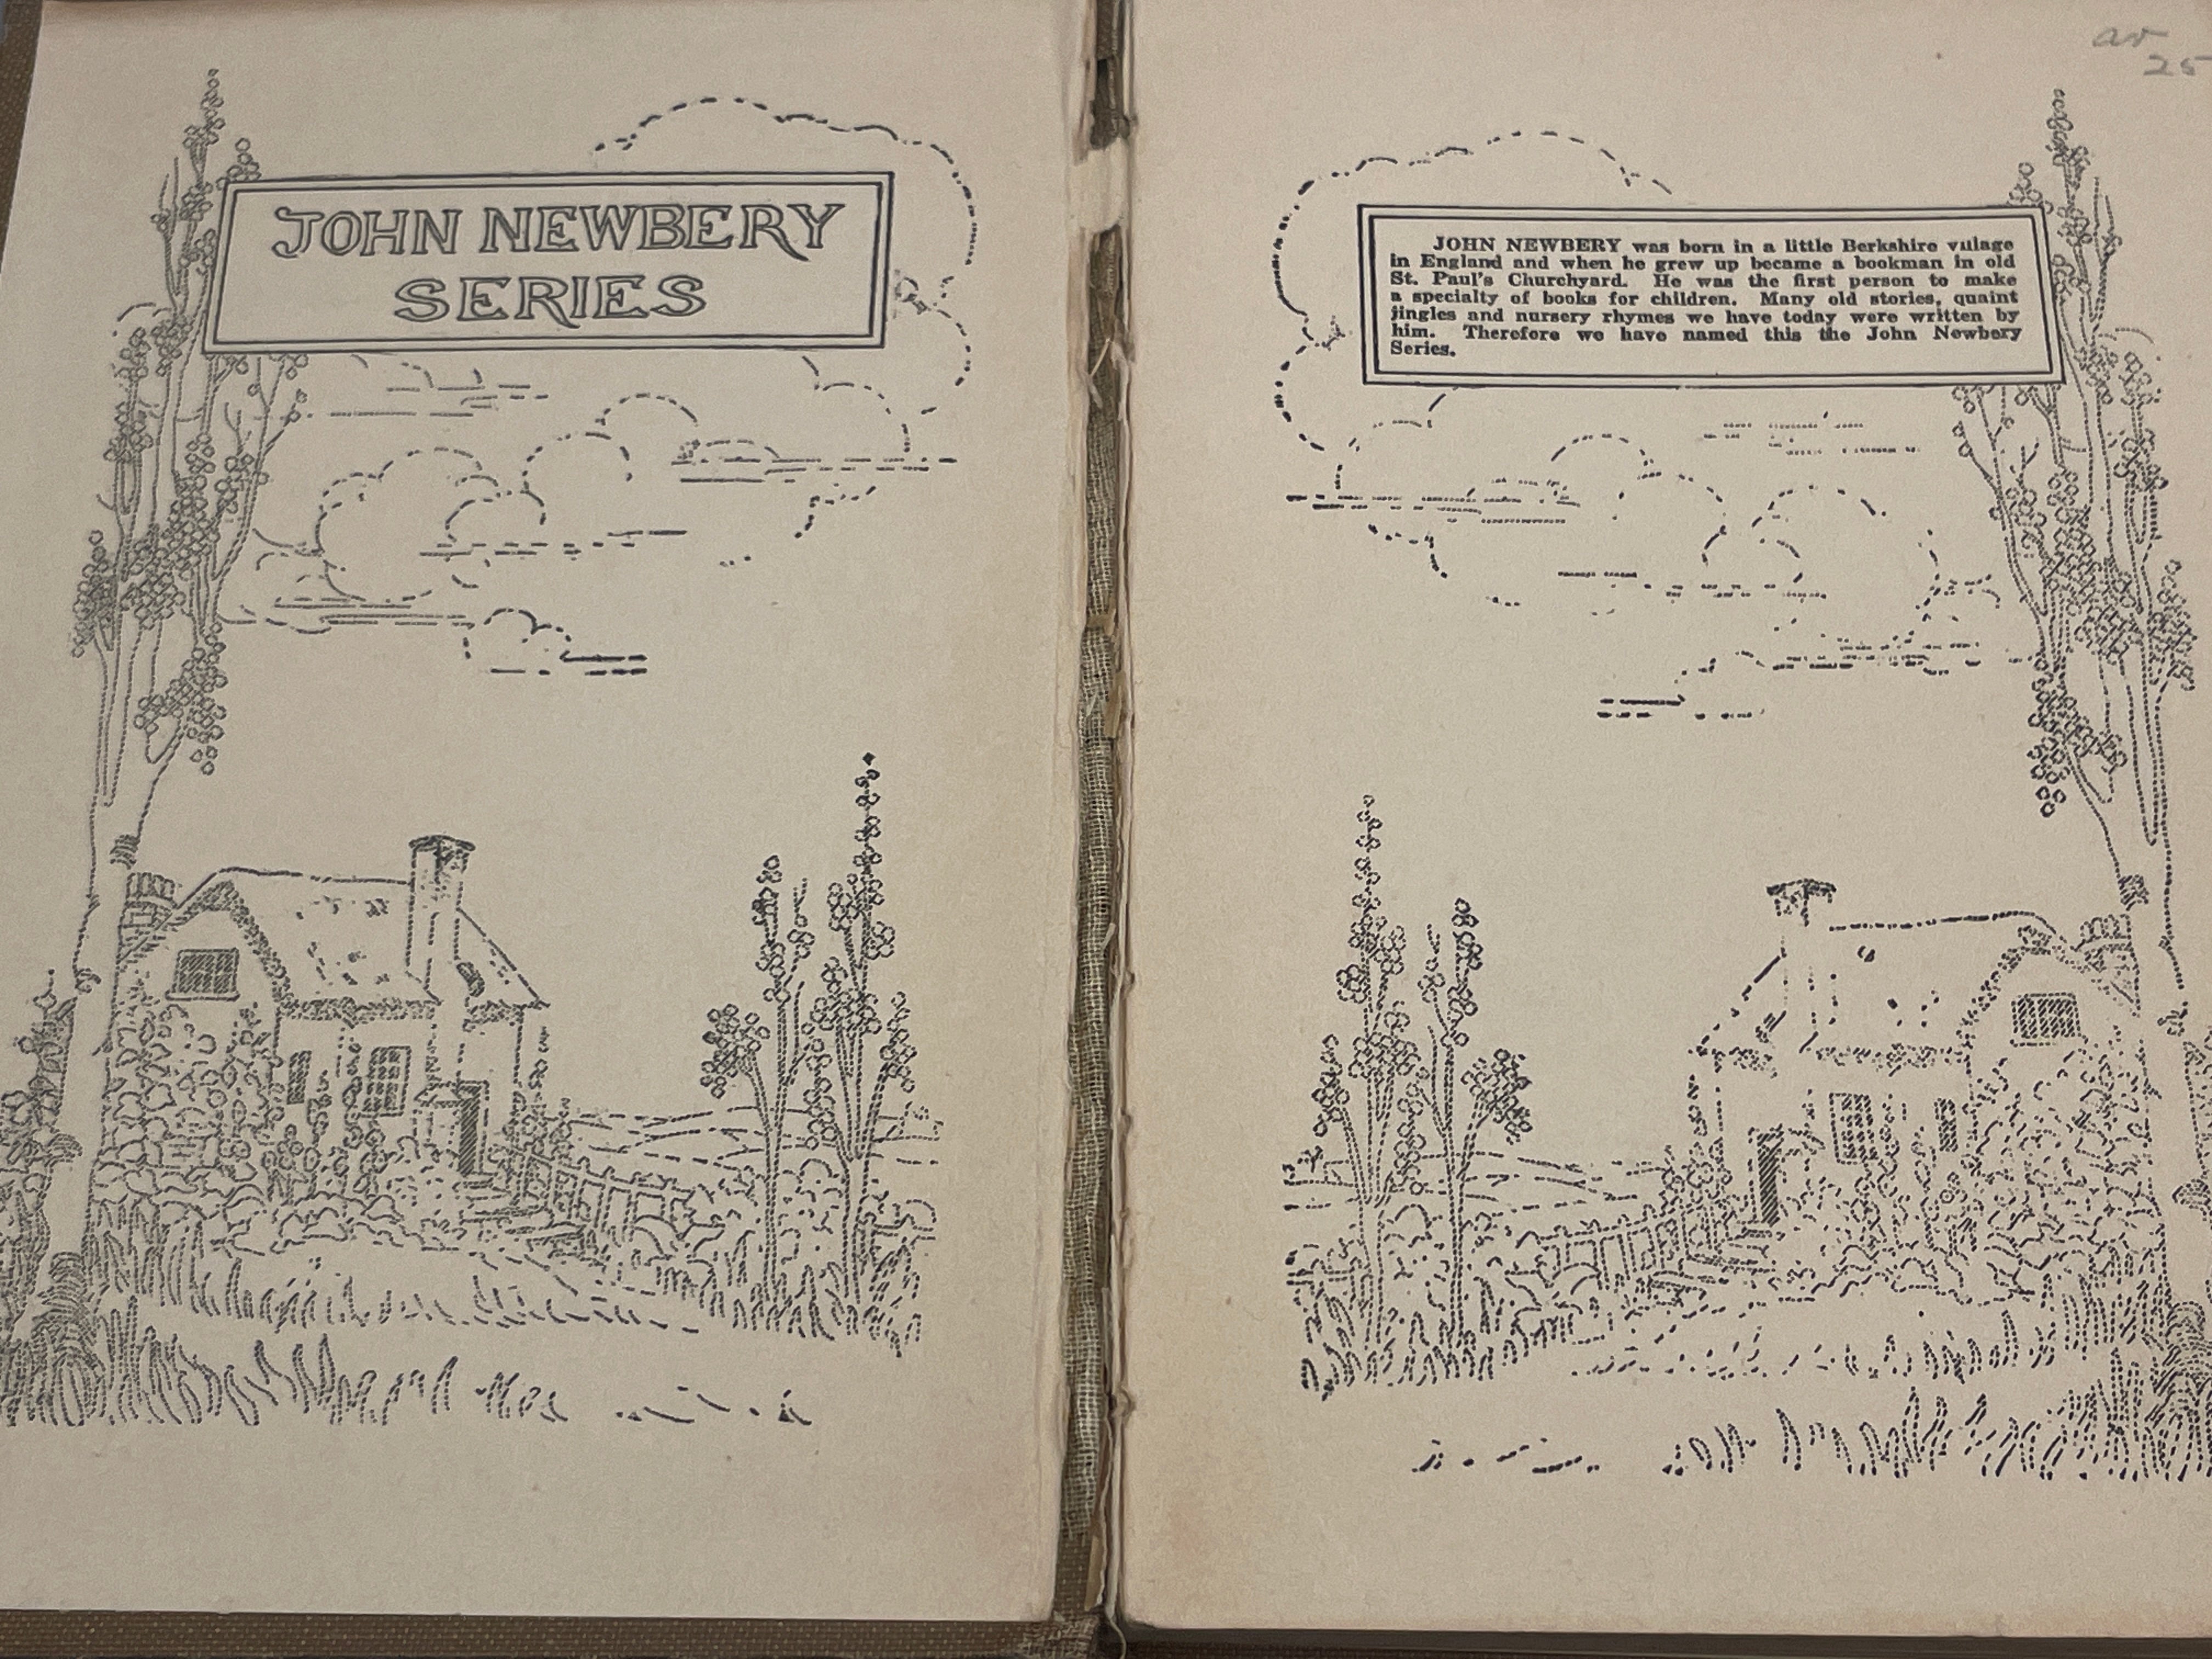 JOHN NEWBERY
SERIES
av
25
JOHN NEWBERY was born in a little Berkshire vulage
in England and when he grew up became a bookman in old
St. Paul's Churchyard. He was the first person to make
a specialty of books for children. Many old stories, quaint
jingles and nursery rhymes we have today were written by
him. Therefore we have named this the John Newbery
Series.